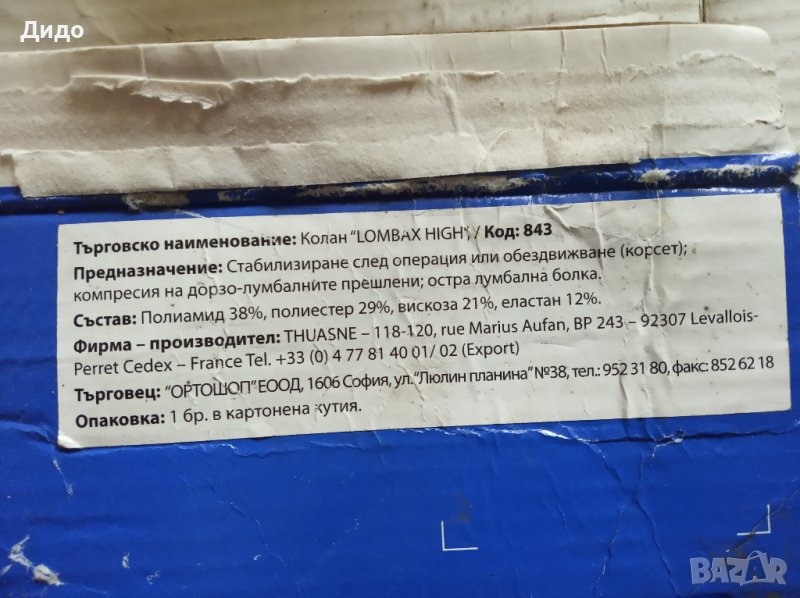 Дидо
Търговско наименование: Колан "LOMBAX HIGH"/ Код: 843
Предназначение: Стабилизиране след операция или обездвижване (корсет);
компресия на дорзо-лумбалните прешлени; остра лумбална болка.
Състав: Полиамид 38%, полиестер 29%, вискоза 21%, еластан 12%.
Фирма – производител: THUASNE – 118-120, rue Marius Aufan, BP 243 – 92307 Levallois-
Perret Cedex – France Tel. +33 (0) 4 77 81 40 01/ 02 (Export)
Търговец: "ОРТОШОП" ЕООД, 1606 София, ул. "Люлин планина" №38, тел.: 952 31 80, факс: 852 62 18
Опаковка: 1 бр. в картонена кутия.
BAZAR